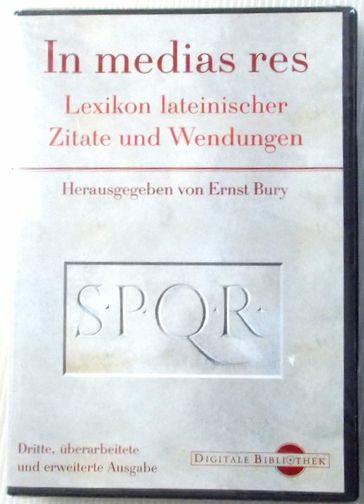 In medias res
Lexikon lateinischer
Zitate und Wendungen
Herausgegeben von Ernst Bury
S·P·Q·R·
Dritte, überarbeitete
und erweiterte Ausgabe
DIGITALE BIBLIOTHEK